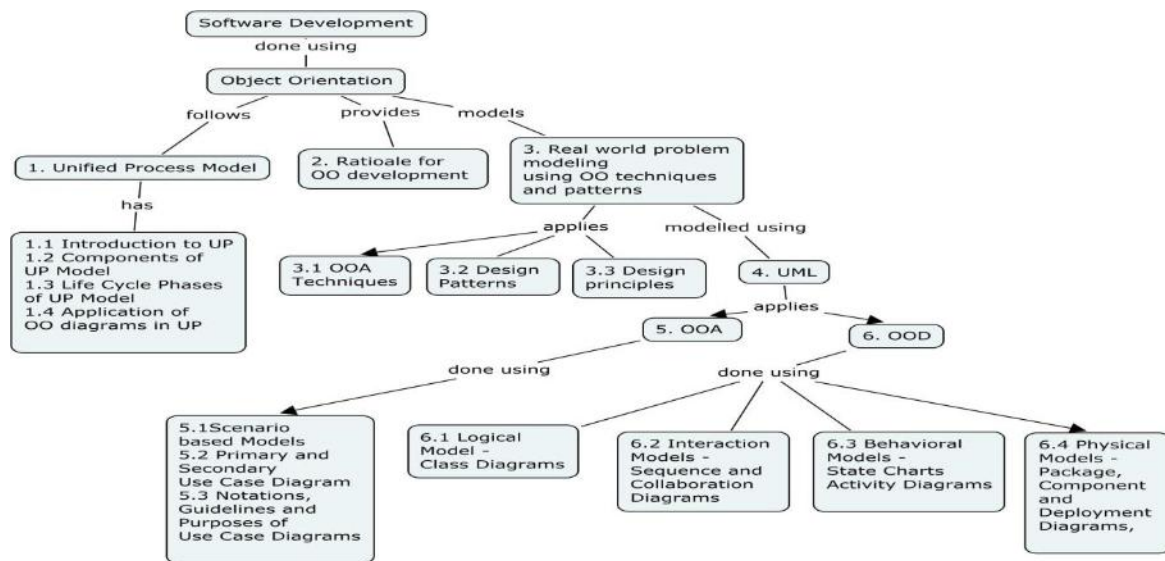 Software Development
done using
Object Orientation
follows
provides
models
1. Unified Process Model
2. Ratioale for
OO development
3. Real world problem
modeling
using OO techniques
and patterns
has
applies
modelled using
1.1 Introduction to UP
1.2 Components of
UP Model
1.3 Life Cycle Phases
of UP Model
1.4 Application of
OO diagrams in UP
3.1 OOA
Techniques
3.2 Design
Patterns
3.3 Design
principles
4. UML
applies
5. OOA
6. OOD
done using
done using
5.1Scenario
based Models
5.2 Primary and
Secondary
Use Case Diagram
5.3 Notations,
Guidelines and
Purposes of
Use Case Diagrams
6.1 Logical
Model -
Class Diagrams
6.2 Interaction
Models -
Sequence and
Collaboration
Diagrams
6.3 Behavioral
Models -
State Charts
Activity Diagrams
6.4 Physical
Models -
Package,
Component
and
Deployment
Diagrams,